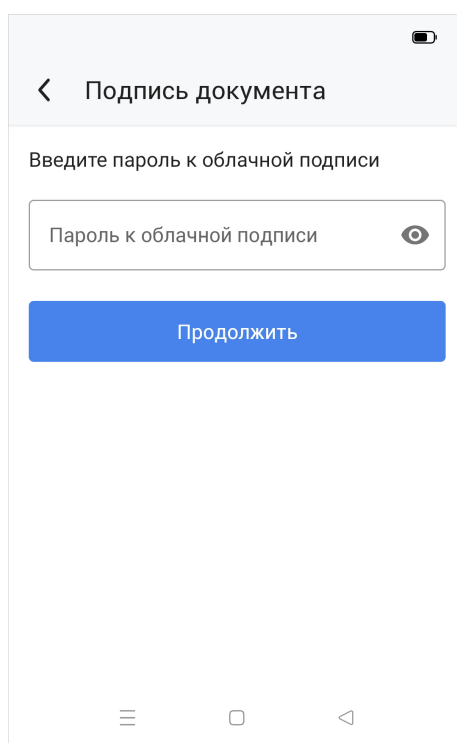 Подпись документа
Введите пароль к облачной подписи
Пароль к облачной подписи
Продолжить